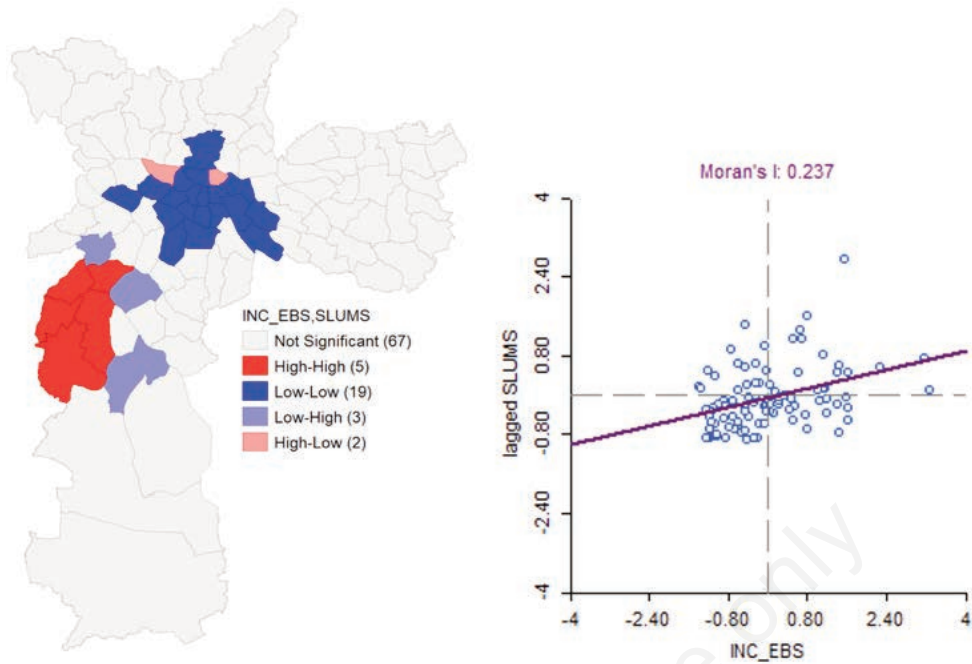 INC_EBS,SLUMS
Not Significant (67)
High-High (5)
Low-Low (19)
Low-High (3)
High-Low (2)
Moran's I: 0.237
4
2.40
0.80
-0.80
-2.40
-4
lagged SLUMS
-4 -2.40 -0.80 0.80 2.40 4
INC_EBS
e only